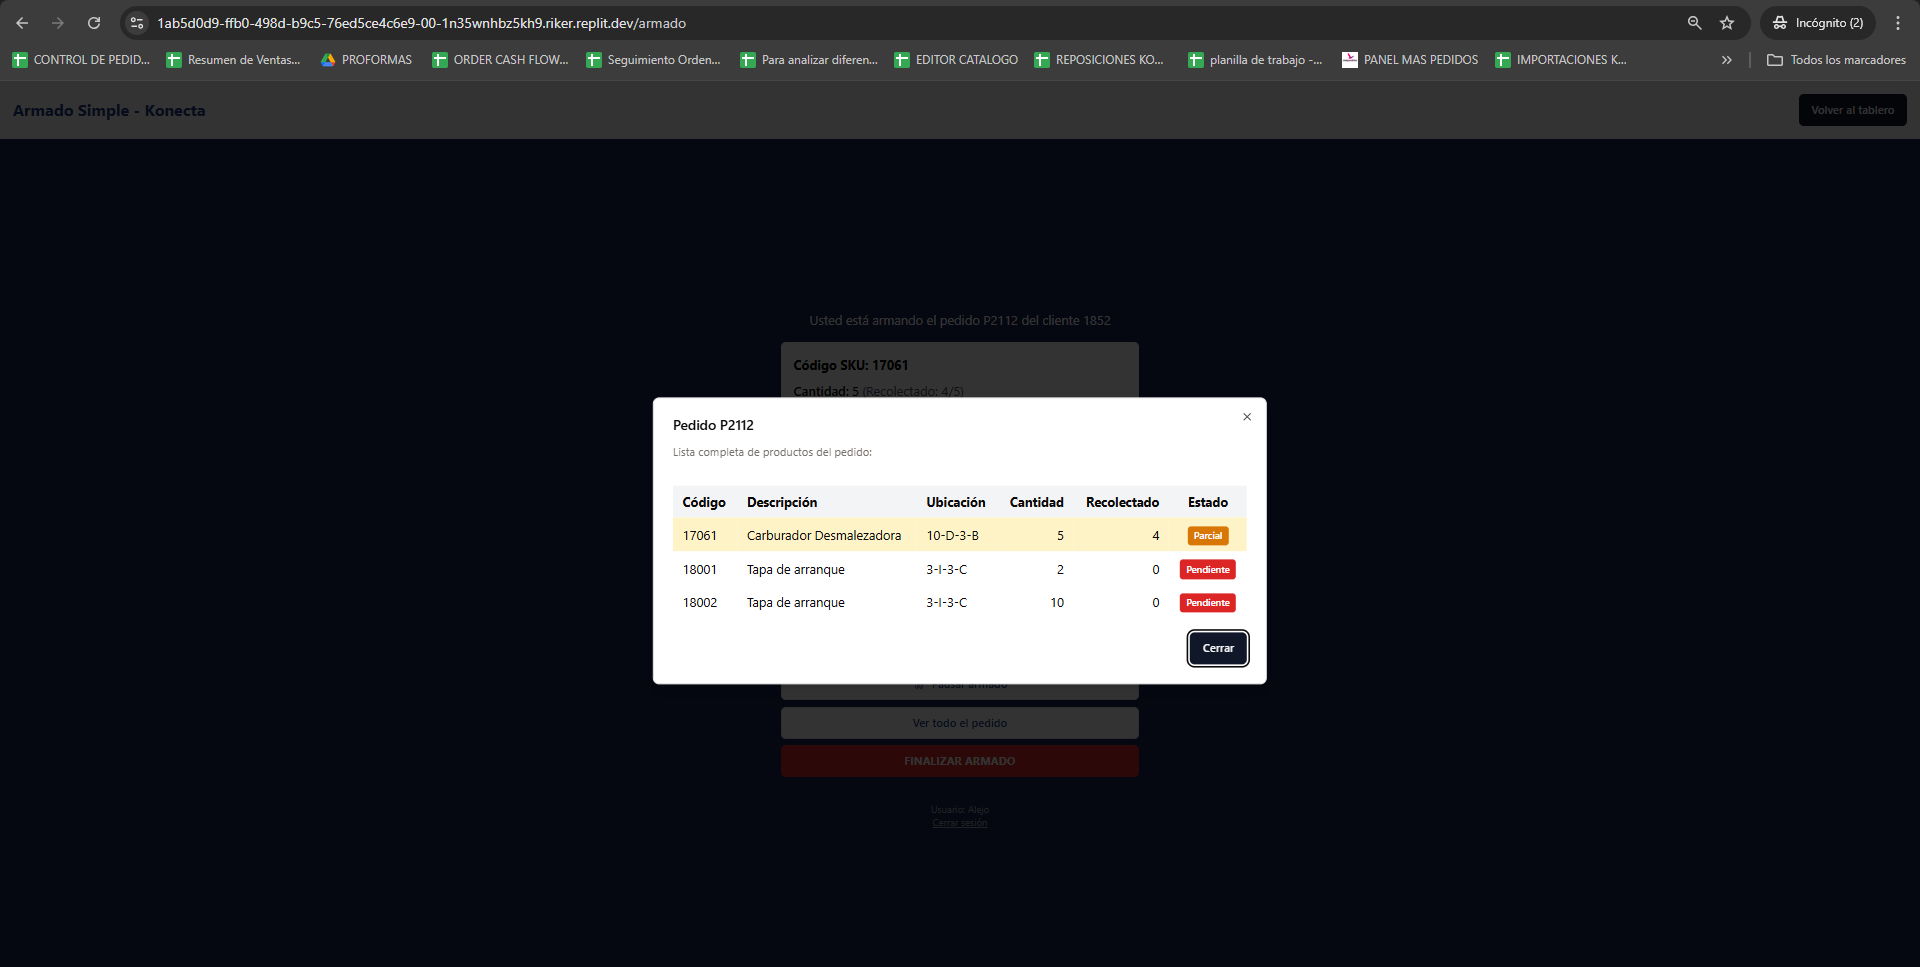 1ab5d0d9-ffb0-498d-b9c5-76ed5ce4c6e9-00-1n35wnhbz5kh9.riker.replit.dev/armado
Incógnito (2)
CONTROL DE PEDID...
Resumen de Ventas...
PROFORMAS
ORDER CASH FLOW...
Seguimiento Orden...
Para analizar diferen...
EDITOR CATALOGO
REPOSICIONES KO...
planilla de trabajo -...
PANEL MAS PEDIDOS
IMPORTACIONES K...
Todos los marcadores
Armado Simple - Konecta
Volver al tablero
Usted está armando el pedido P2112 del cliente 1852
Código SKU: 17061
Cantidad: 5 (Recolectado: 4/5)
Pedido P2112
Lista completa de productos del pedido:
Código Descripción Ubicación Cantidad Recolectado Estado
17061 Carburador Desmalezadora 10-D-3-B 5 4 Parcial
18001 Tapa de arranque 3-I-3-C 2 0 Pendiente
18002 Tapa de arranque 3-I-3-C 10 0 Pendiente
Cerrar
Pausar armado
Ver todo el pedido
FINALIZAR ARMADO
Usuario: Alejo
Cerrar sesión